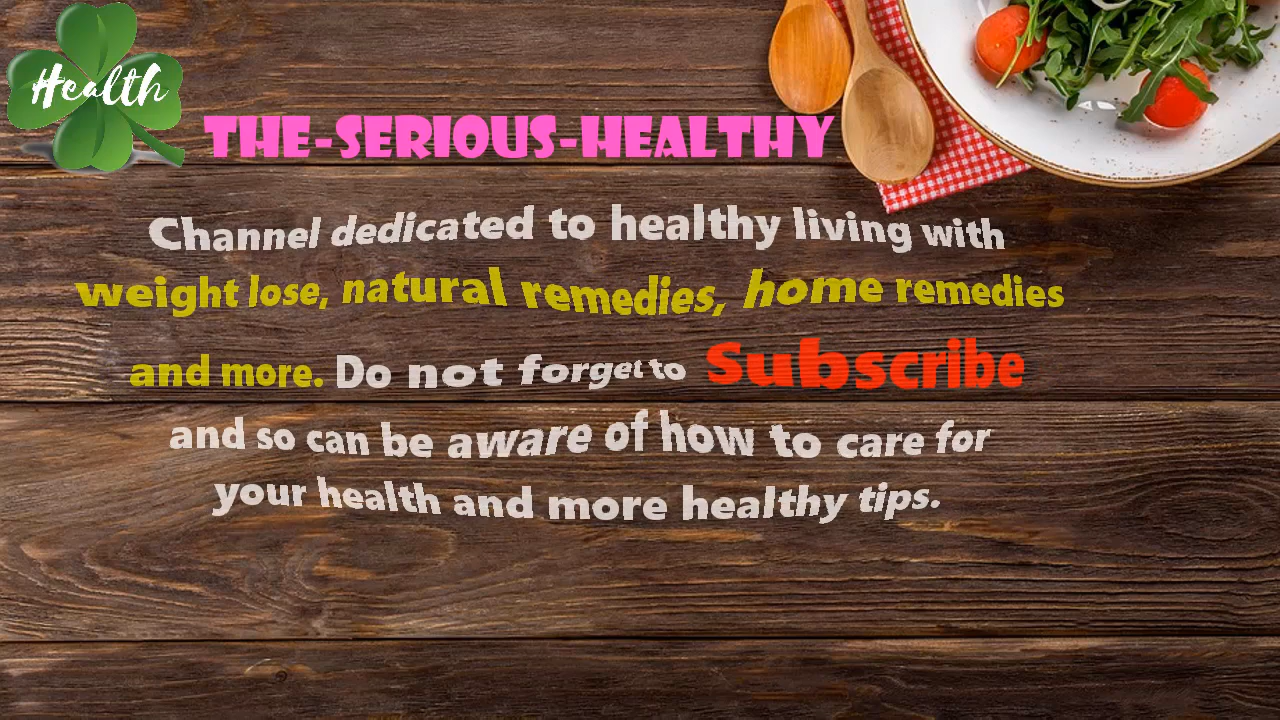 Health
THE-SERIOUS-HEALTHY
Channel dedicated to healthy living with
weight lose, natural remedies, home remedies
and more. Do not forget to Subscribe
and so can be aware of how to care for
your health and more healthy tips.